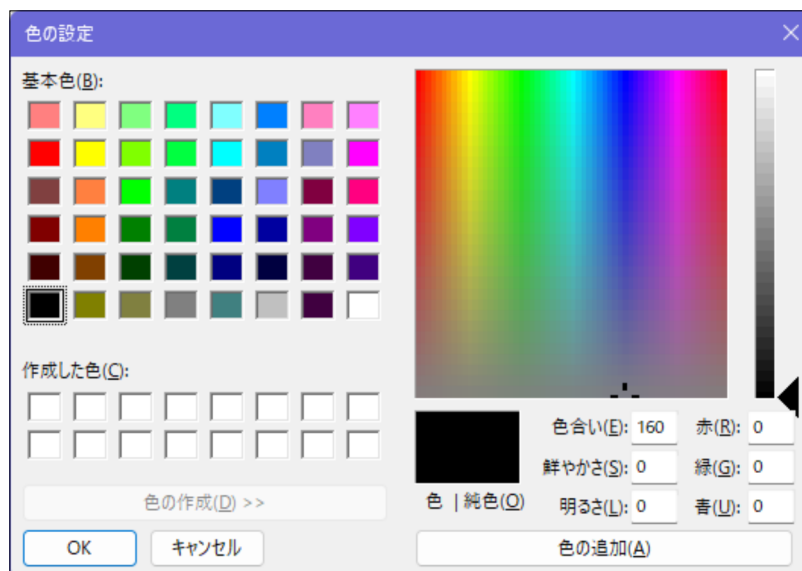 色の設定
基本色(B):
作成した色(C):
色の作成(D) >>
OK
キャンセル
色 | 純色(O)
色合い(E): 160
鮮やかさ(S): 0
明るさ(L): 0
赤(R): 0
緑(G): 0
青(U): 0
色の追加(A)